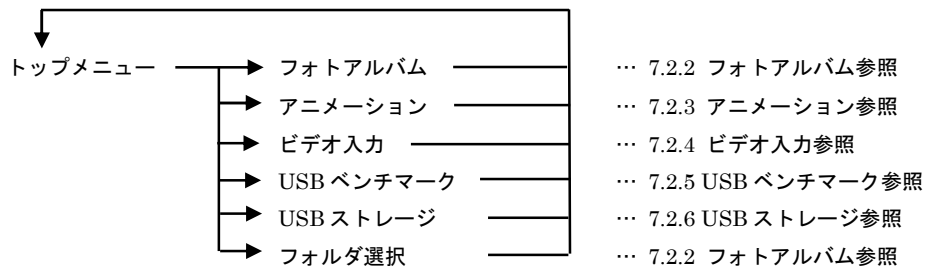 トップメニュー フォトアルバム … 7.2.2 フォトアルバム参照
アニメーション … 7.2.3 アニメーション参照
ビデオ入力 … 7.2.4 ビデオ入力参照
USB ベンチマーク … 7.2.5 USB ベンチマーク参照
USB ストレージ … 7.2.6 USB ストレージ参照
フォルダ選択 … 7.2.2 フォトアルバム参照